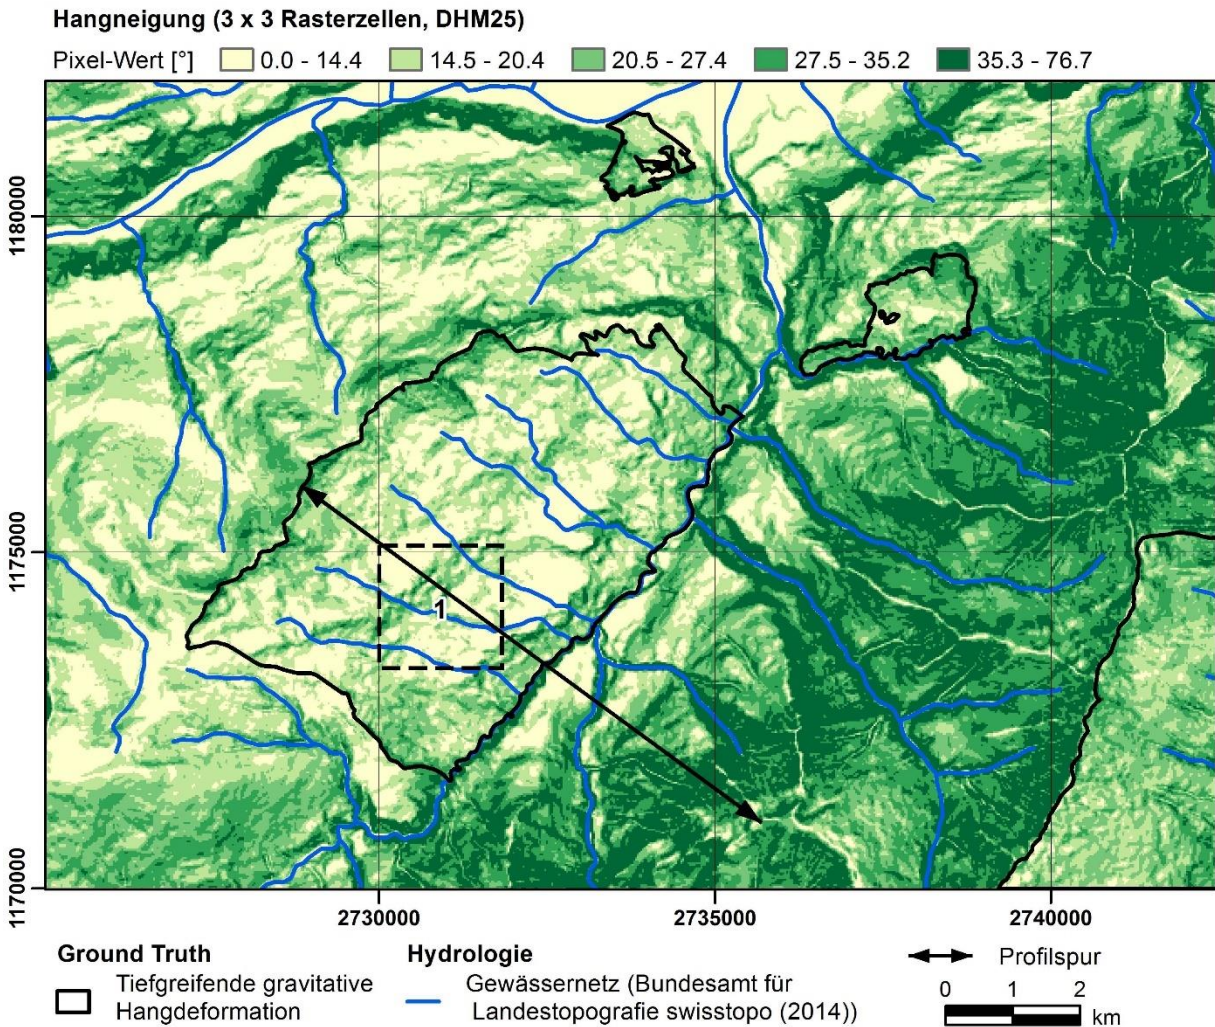 Hangneigung (3 x 3 Rasterzellen, DHM25)
Pixel-Wert [°] 0.0 - 14.4 14.5 - 20.4 20.5 - 27.4 27.5 - 35.2 35.3 - 76.7
1180000
1175000
1170000
1
2730000 2735000 2740000
Ground Truth
Tiefgreifende gravitative
Hangdeformation
Hydrologie
Gewässernetz (Bundesamt für
Landestopografie swisstopo (2014))
Profilspur
0 1 2
km